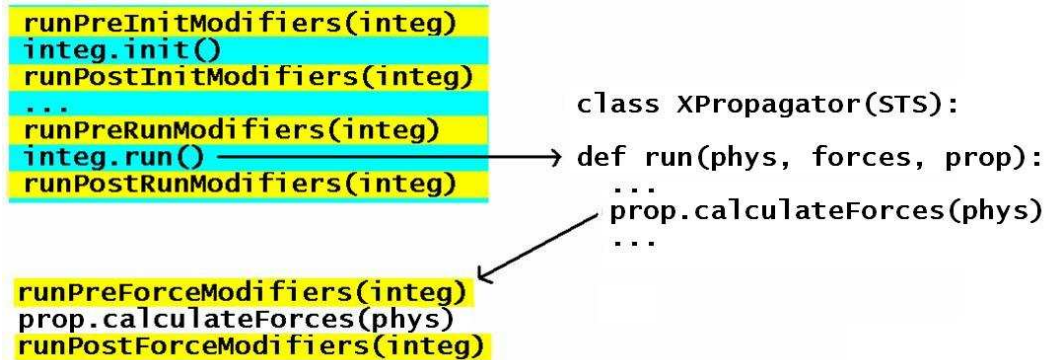 runPreInitModifiers(integ)
integ.init()
runPostInitModifiers(integ)
...
runPreRunModifiers(integ)
integ.run()
runPostRunModifiers(integ)
class XPropagator(STS):
def run(phys, forces, prop):
...
prop.calculateForces(phys)
...
runPreForceModifiers(integ)
prop.calculateForces(phys)
runPostForceModifiers(integ)